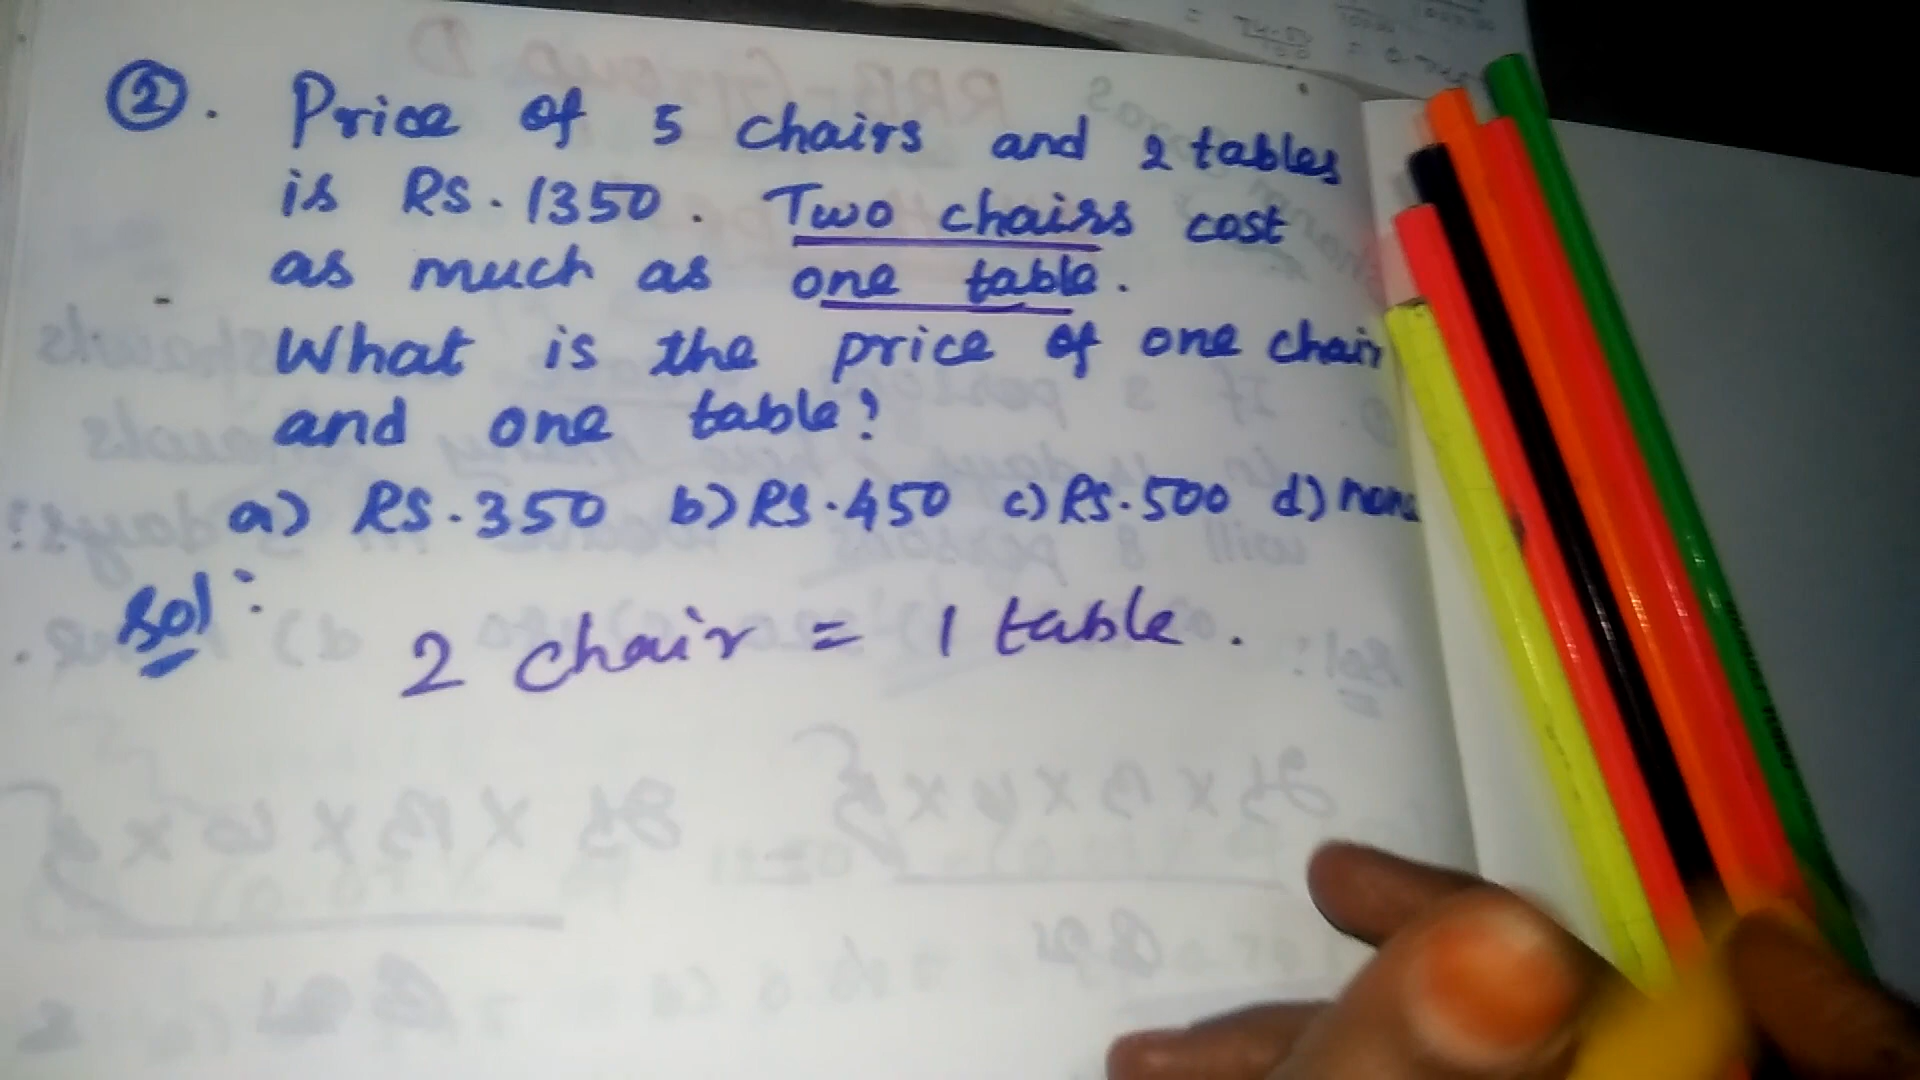 ②. Price of 5 chairs and 2 tables
is RS. 1350. Two chairs cost
as much as one table.
What is the price of one chair
and one table?
a) RS.350 b) RS.450 c) RS.500 d) none
Sol:
2 chair = 1 table.